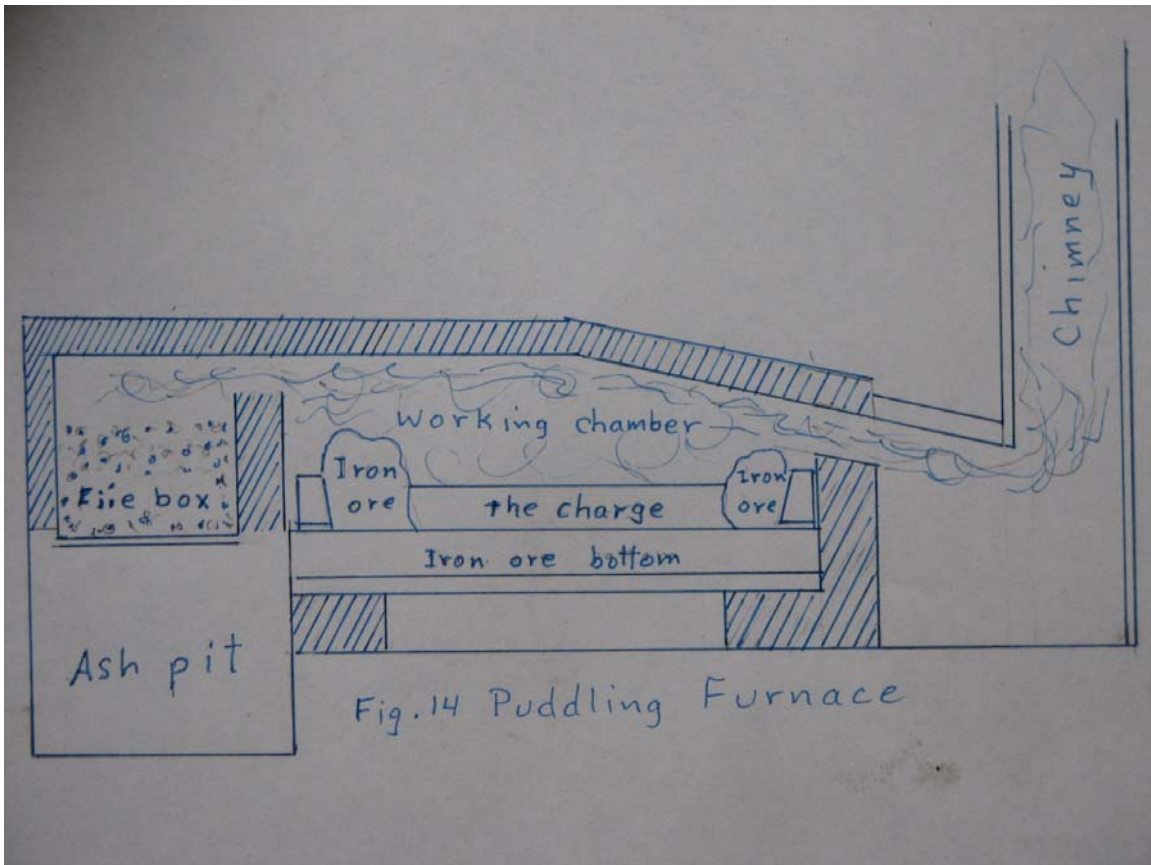 Chimney
Working chamber
Iron
ore
Iron
ore
Fire box
the charge
Iron ore bottom
Ash pit
Fig. 14 Puddling Furnace